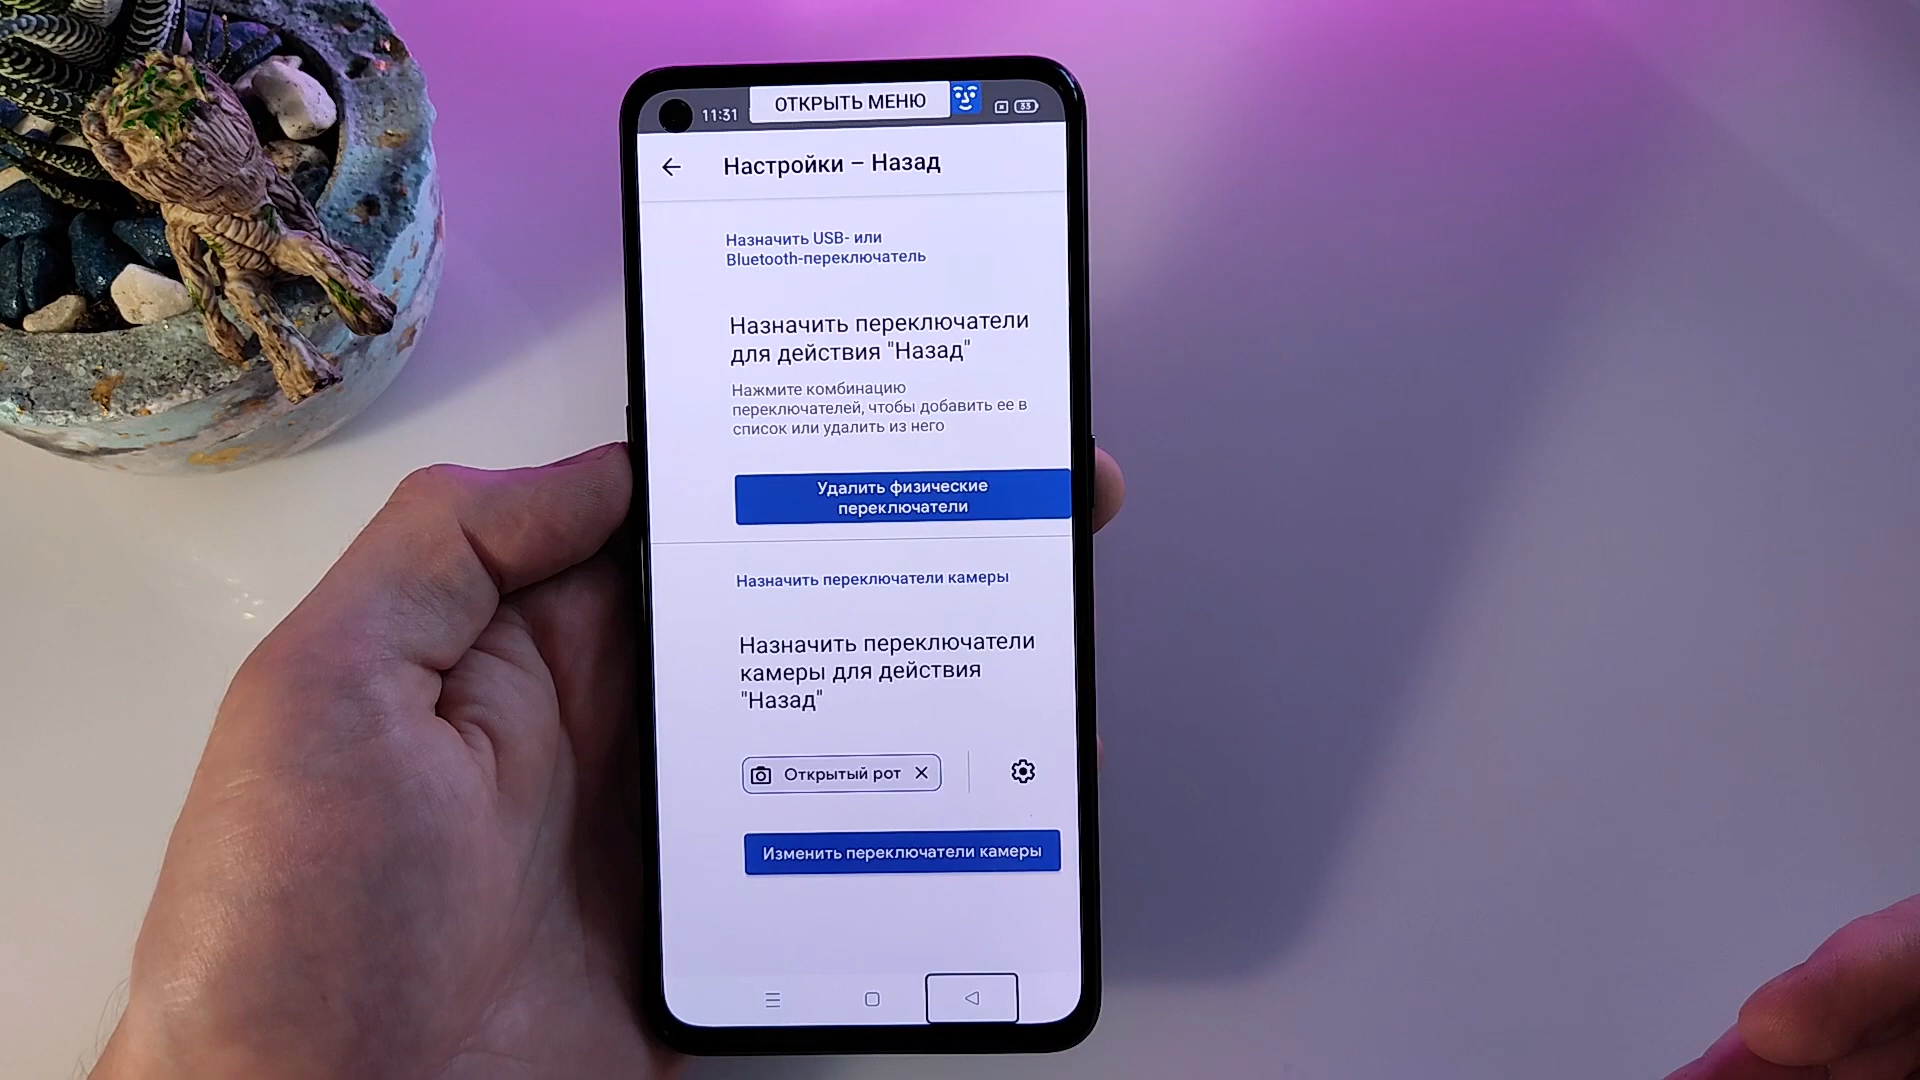 11:31
ОТКРЫТЬ МЕНЮ
33
Настройки – Назад
Назначить USB- или
Bluetooth-переключатель
Назначить переключатели
для действия "Назад"
Нажмите комбинацию
переключателей, чтобы добавить ее в
список или удалить из него
Удалить физические
переключатели
Назначить переключатели камеры
Назначить переключатели
камеры для действия
"Назад"
Открытый рот
Изменить переключатели камеры